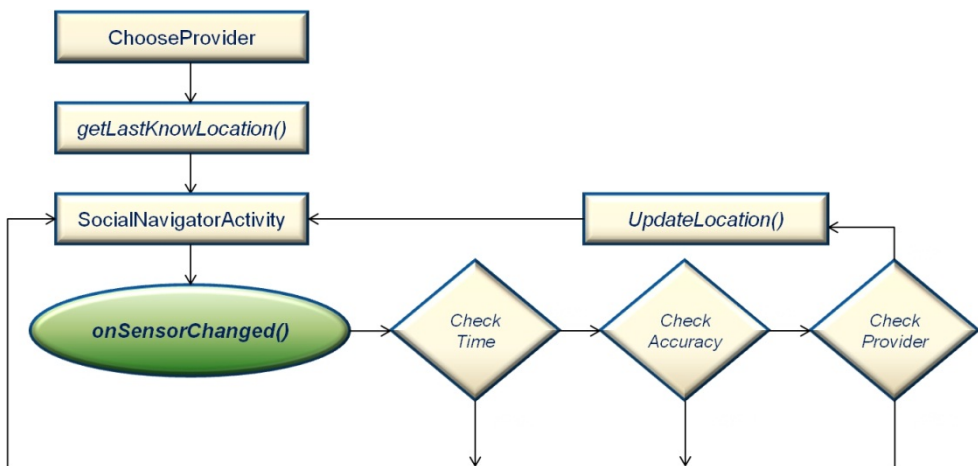 ChooseProvider
getLastKnowLocation()
SocialNavigatorActivity
UpdateLocation()
onSensorChanged()
Check
Time
Check
Accuracy
Check
Provider